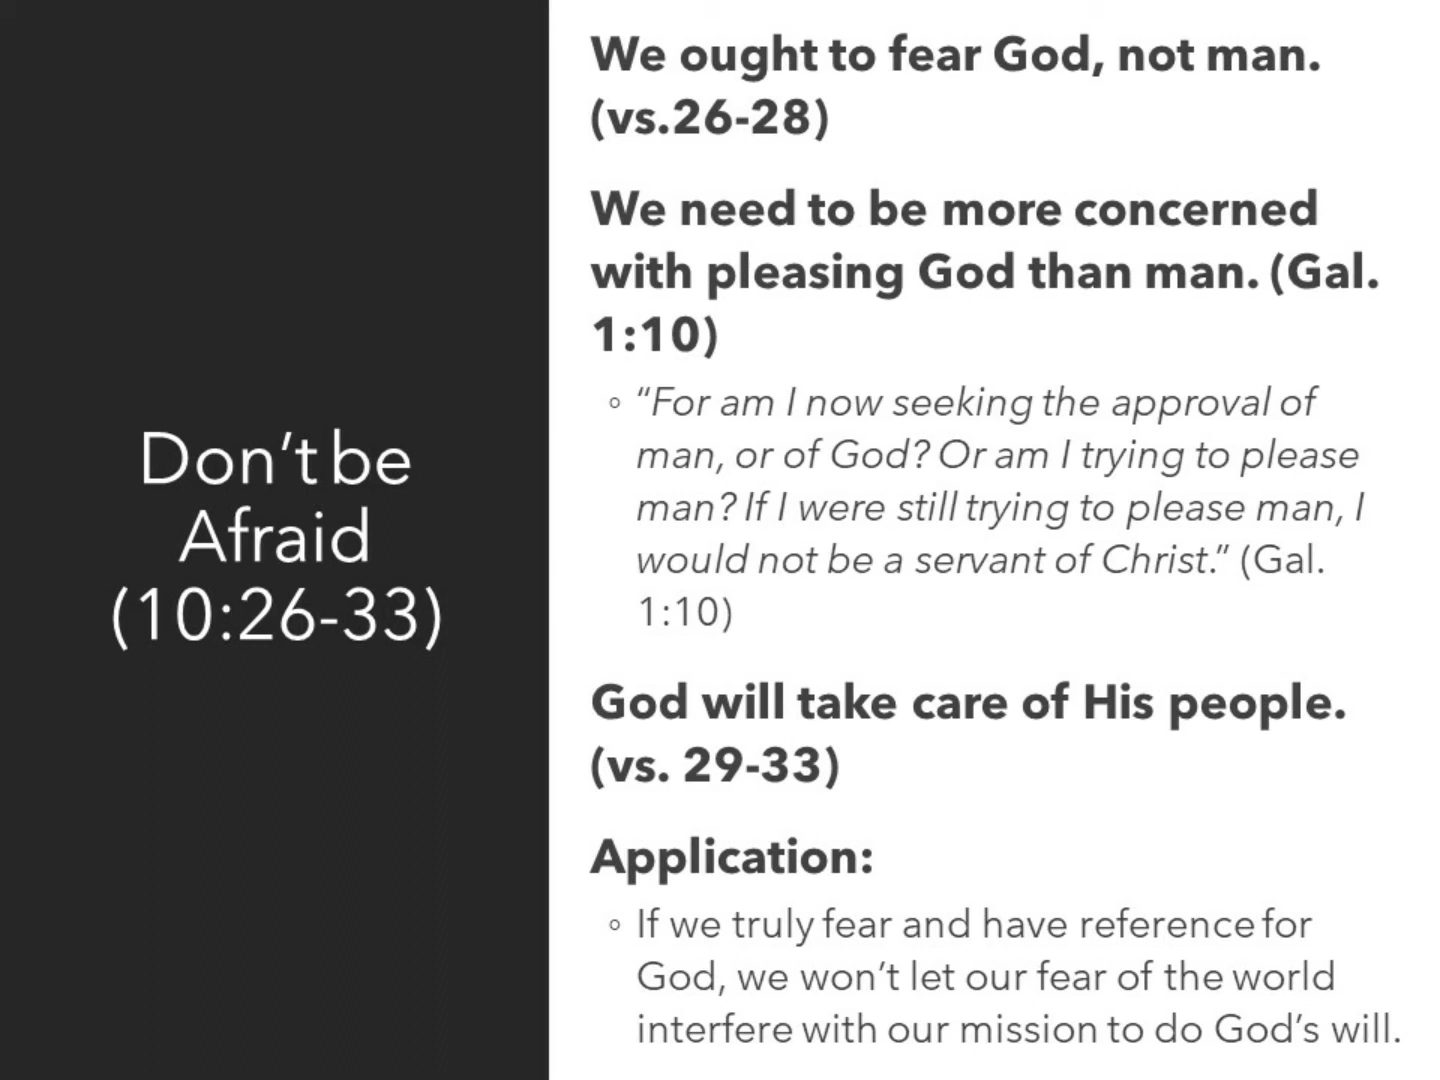 Don’t be
Afraid
(10:26-33)
We ought to fear God, not man.
(vs.26-28)
We need to be more concerned
with pleasing God than man. (Gal.
1:10)
◦ “For am I now seeking the approval of
man, or of God? Or am I trying to please
man? If I were still trying to please man, I
would not be a servant of Christ.” (Gal.
1:10)
God will take care of His people.
(vs. 29-33)
Application:
◦ If we truly fear and have reference for
God, we won’t let our fear of the world
interfere with our mission to do God’s will.